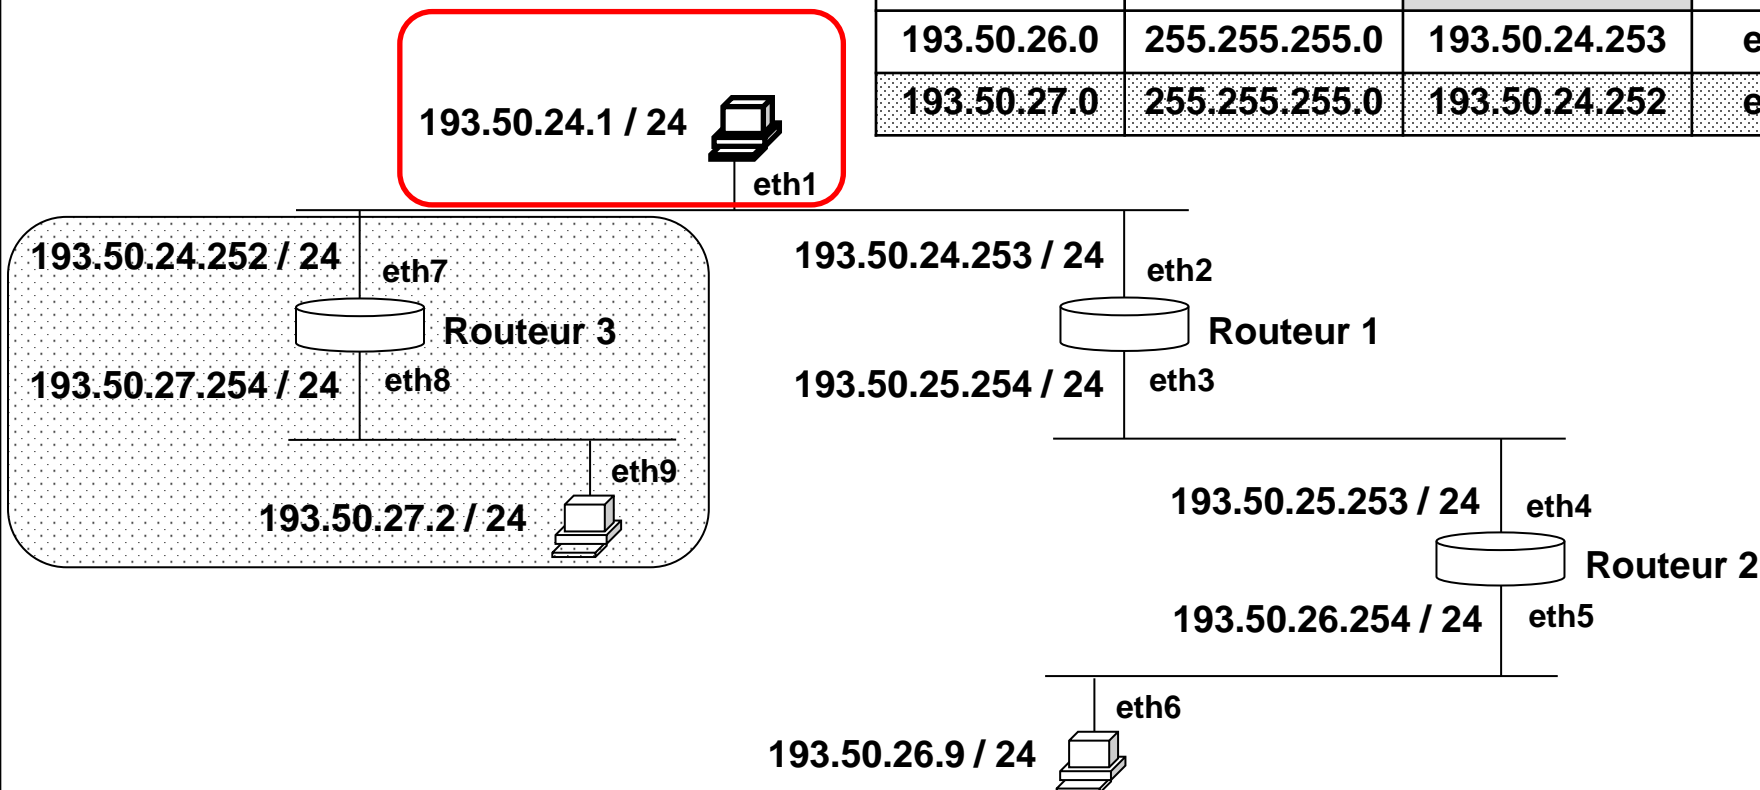 193.50.26.0 255.255.255.0 193.50.24.253 e
193.50.27.0 255.255.255.0 193.50.24.252 e
193.50.24.1 / 24
eth1
193.50.24.252 / 24
eth7
Routeur 3
193.50.27.254 / 24
eth8
eth9
193.50.27.2 / 24
193.50.24.253 / 24
eth2
Routeur 1
193.50.25.254 / 24
eth3
193.50.25.253 / 24
eth4
Routeur 2
193.50.26.254 / 24
eth5
eth6
193.50.26.9 / 24